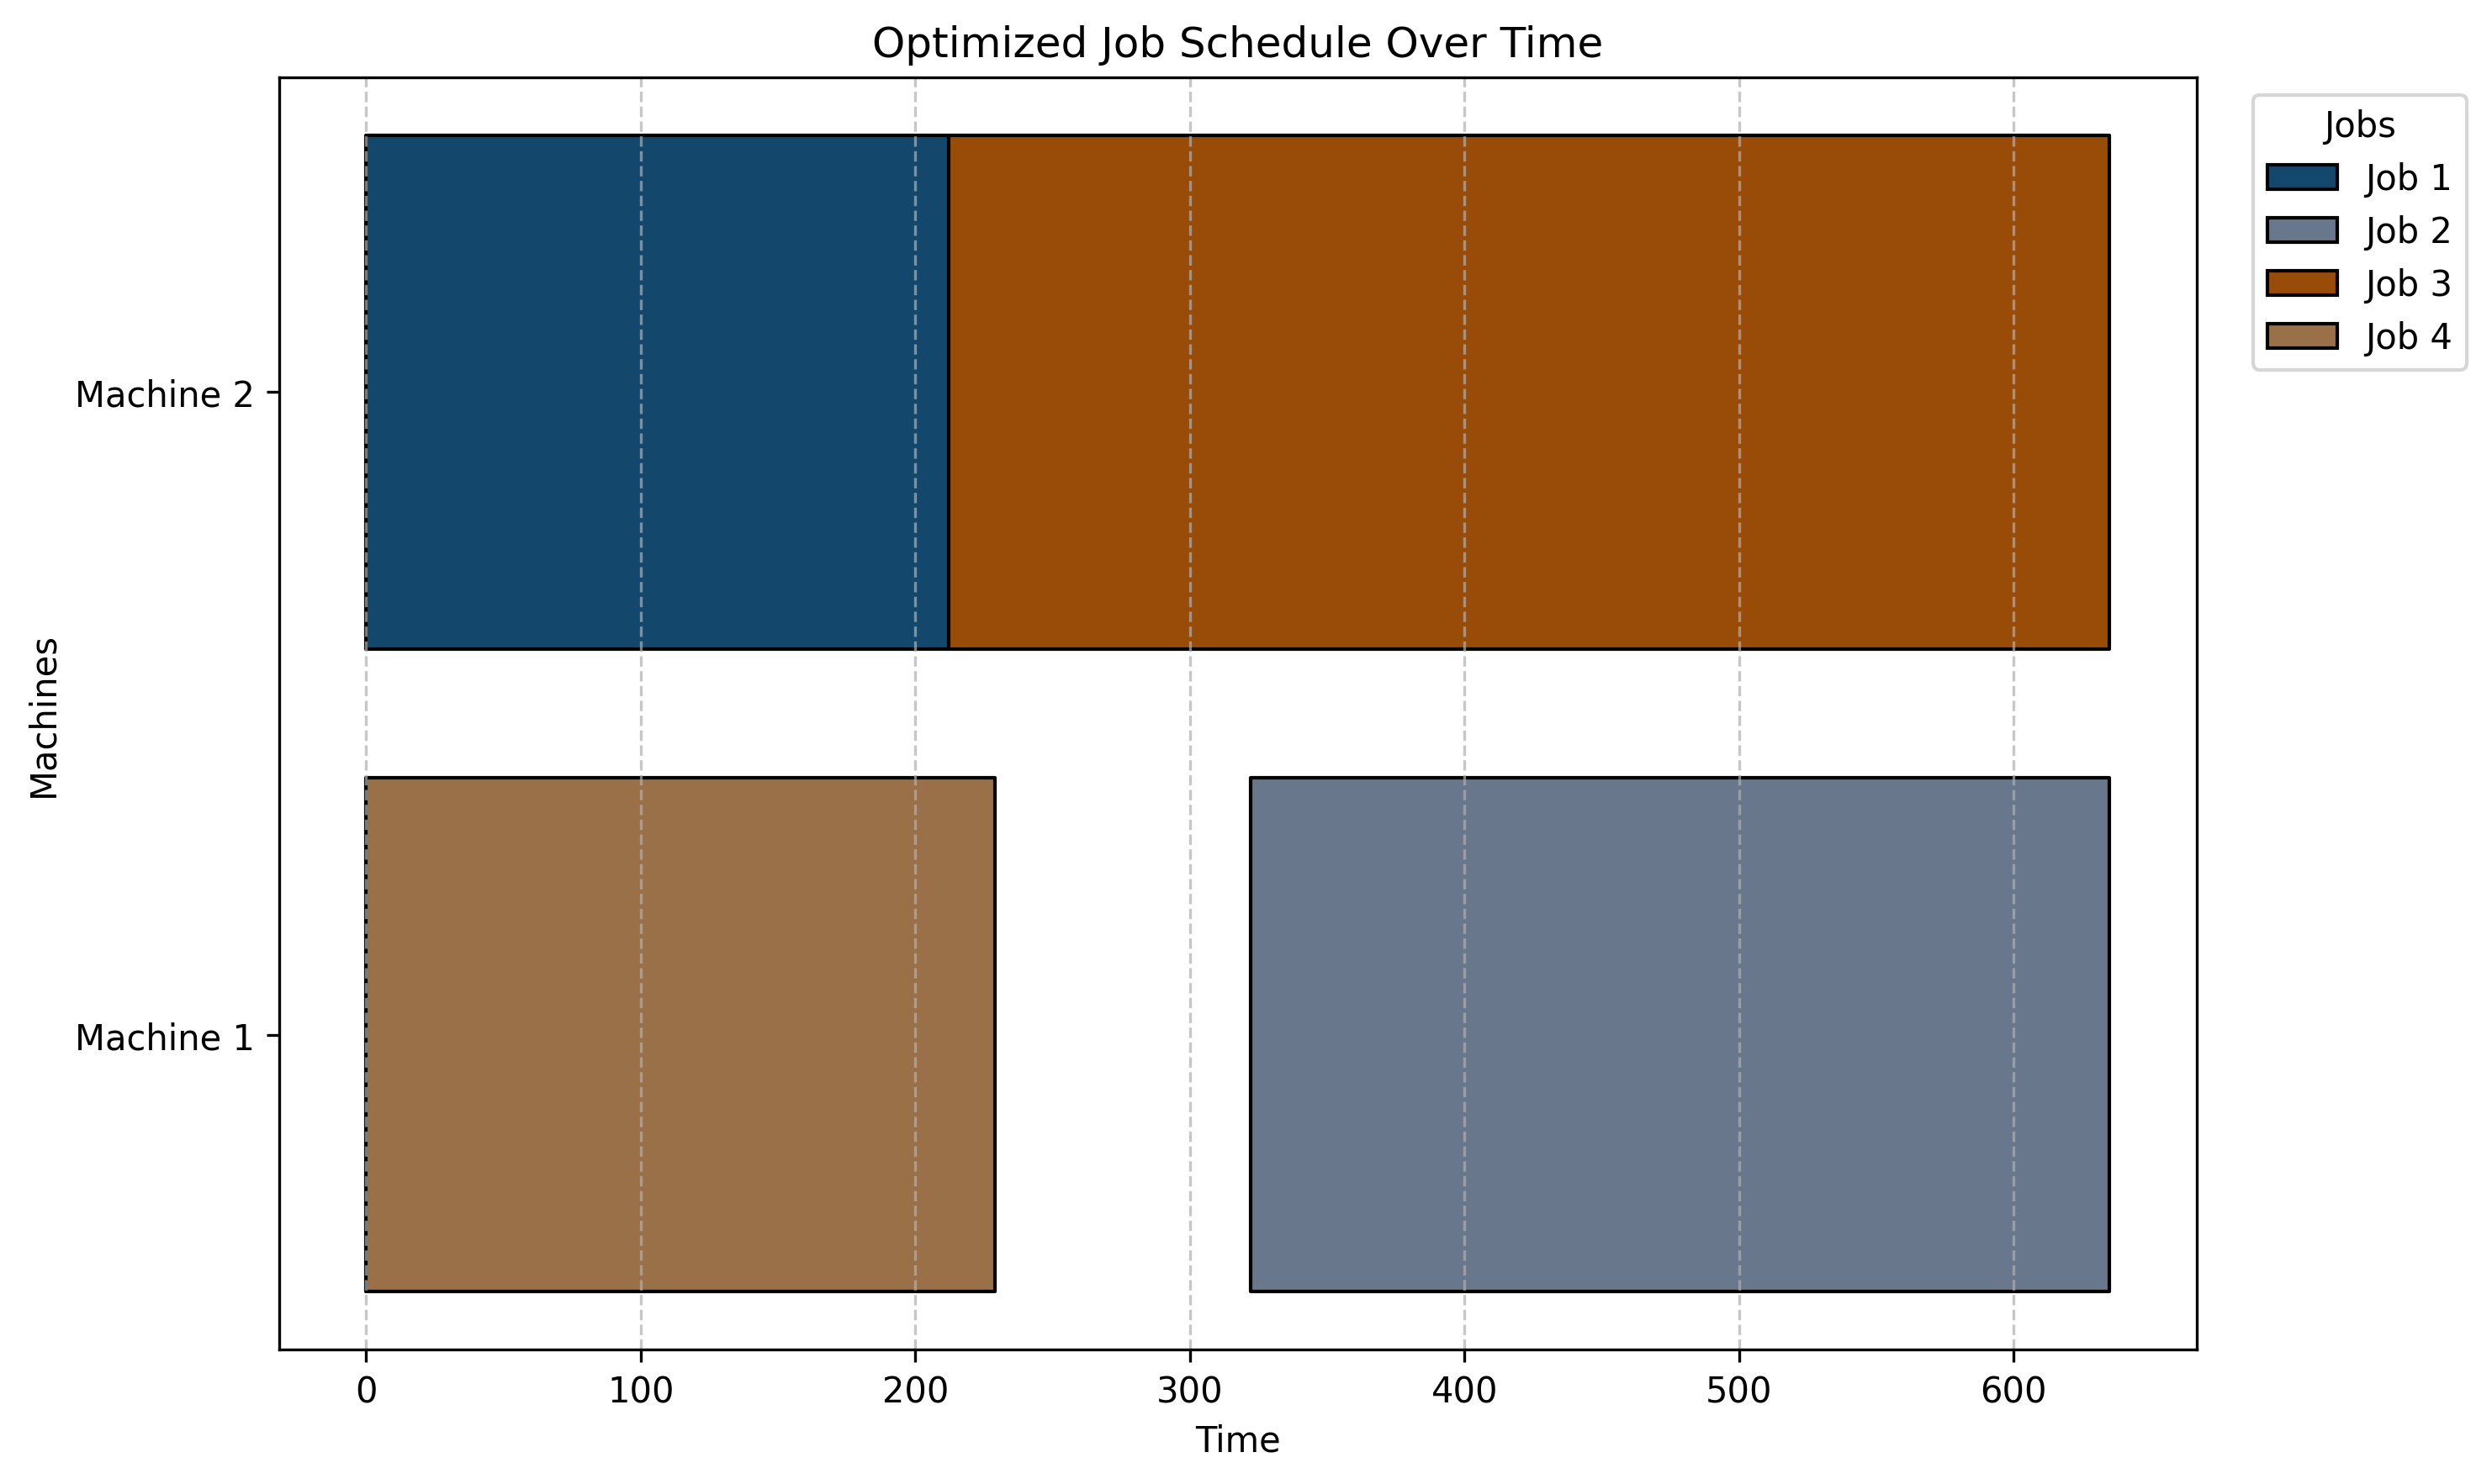 Optimized Job Schedule Over Time
Jobs
Job 1
Job 2
Job 3
Job 4
Machines
Machine 2
Machine 1
0 100 200 300 400 500 600
Time